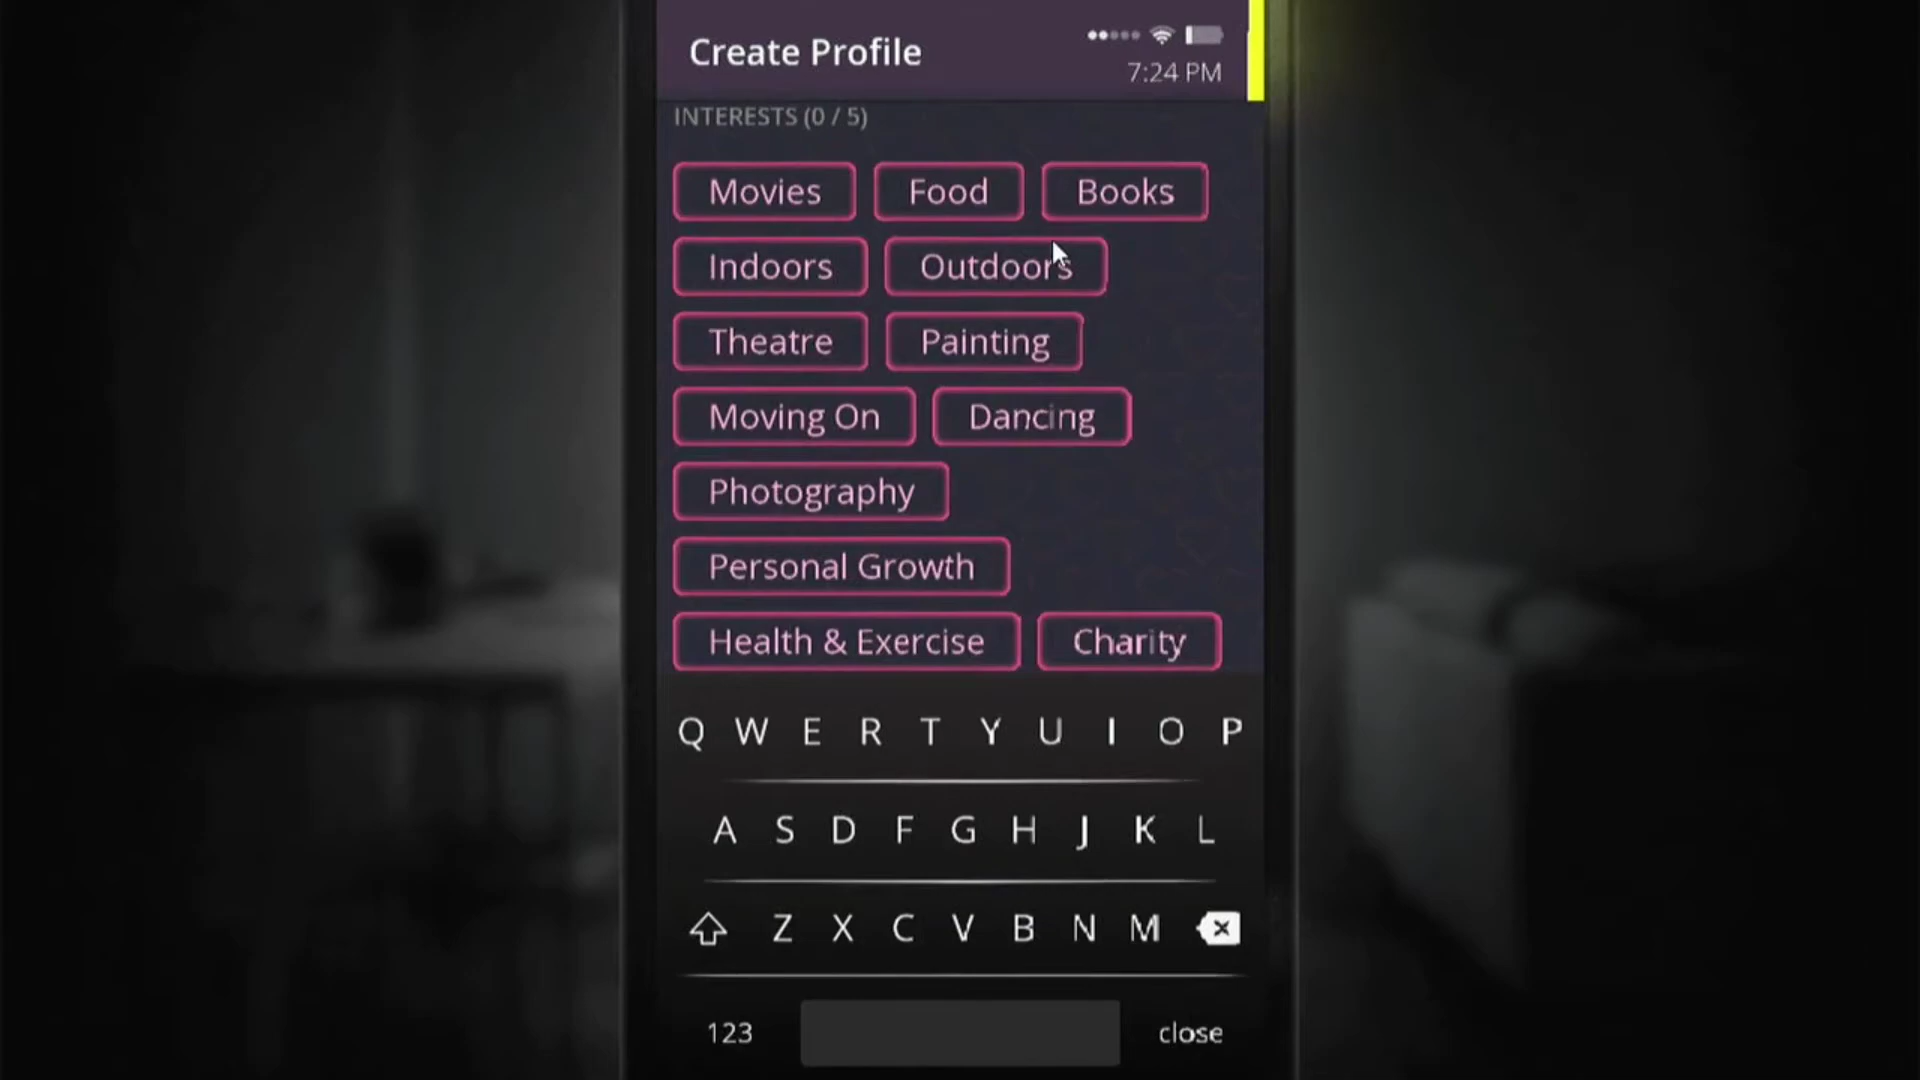 Create Profile
7:24 PM
INTERESTS (0 / 5)
Movies Food Books
Indoors Outdoors
Theatre Painting
Moving On Dancing
Photography
Personal Growth
Health & Exercise Charity
Q W E R T Y U I O P
A S D F G H J K L
Z X C V B N M
123 close